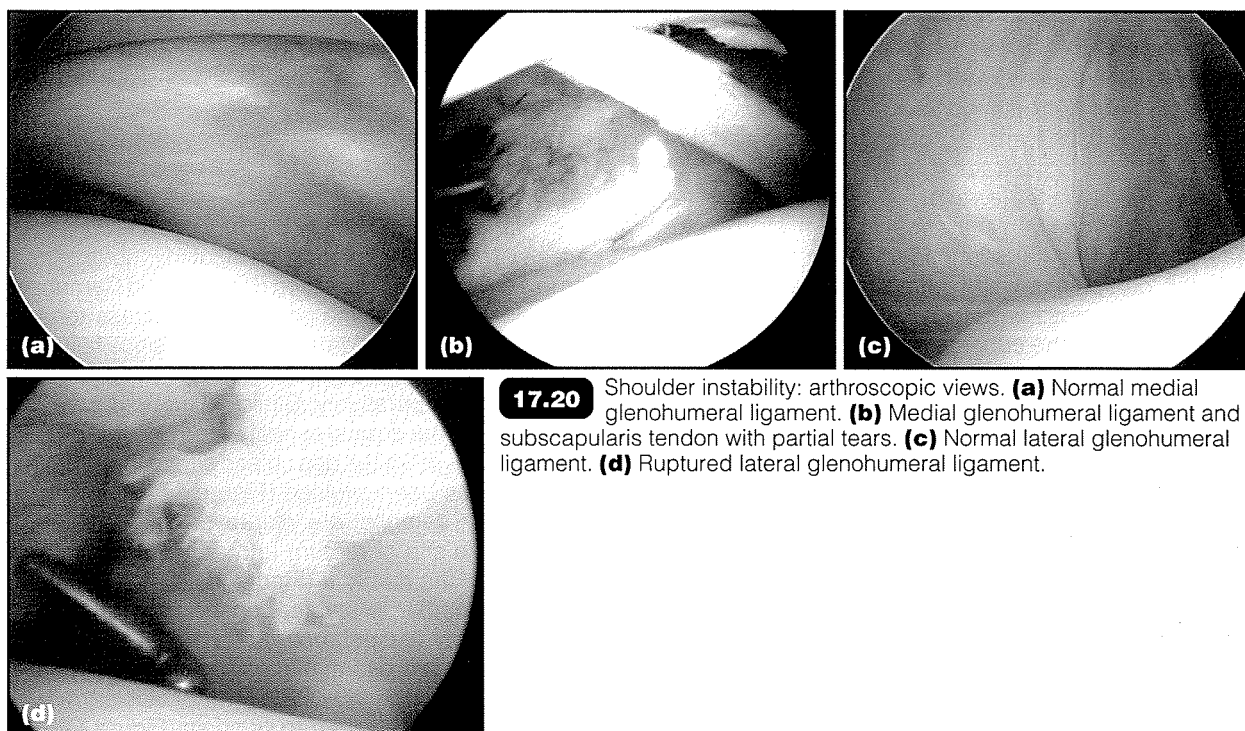 (a)
(b)
(c)
(d)
17.20 Shoulder instability: arthroscopic views. (a) Normal medial
glenohumeral ligament. (b) Medial glenohumeral ligament and
subscapularis tendon with partial tears. (c) Normal lateral glenohumeral
ligament. (d) Ruptured lateral glenohumeral ligament.